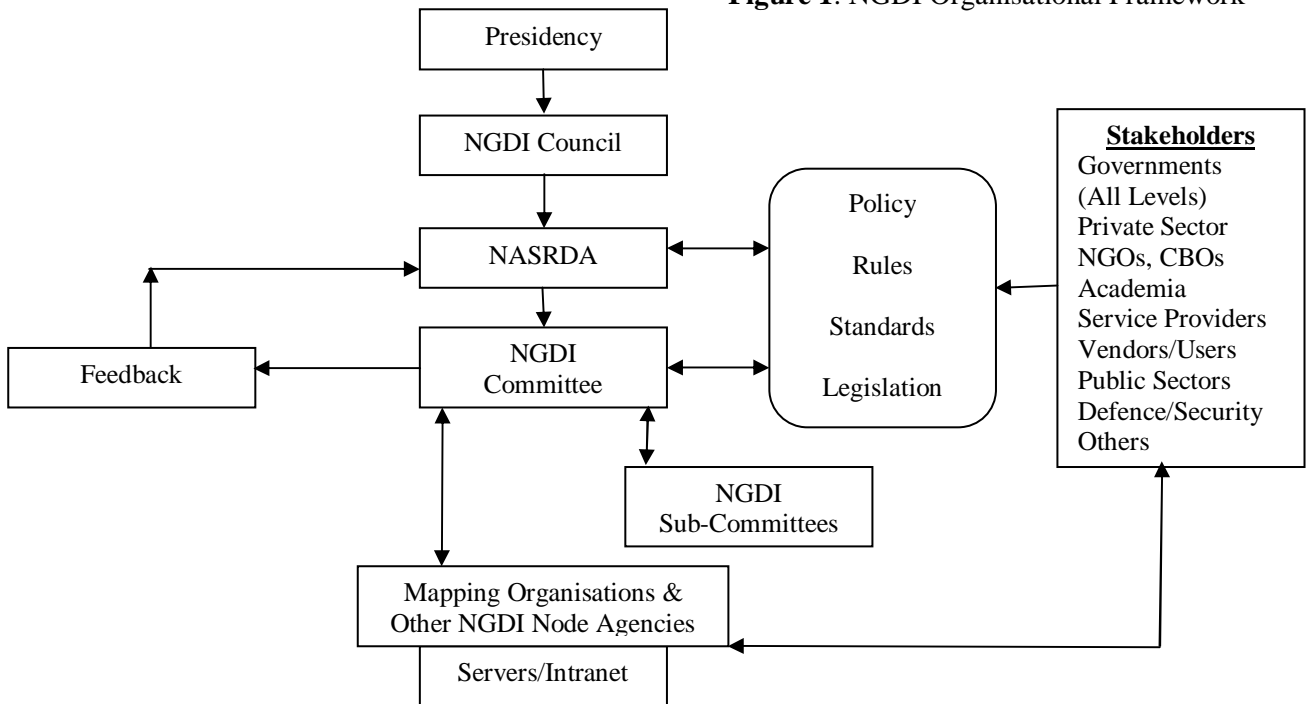 Figure 1: NGDI Organisational Framework
Presidency
NGDI Council
NASRDA
NGDI
Committee
Feedback
Policy
Rules
Standards
Legislation
Stakeholders
Governments
(All Levels)
Private Sector
NGOs, CBOs
Academia
Service Providers
Vendors/Users
Public Sectors
Defence/Security
Others
NGDI
Sub-Committees
Mapping Organisations &
Other NGDI Node Agencies
Servers/Intranet